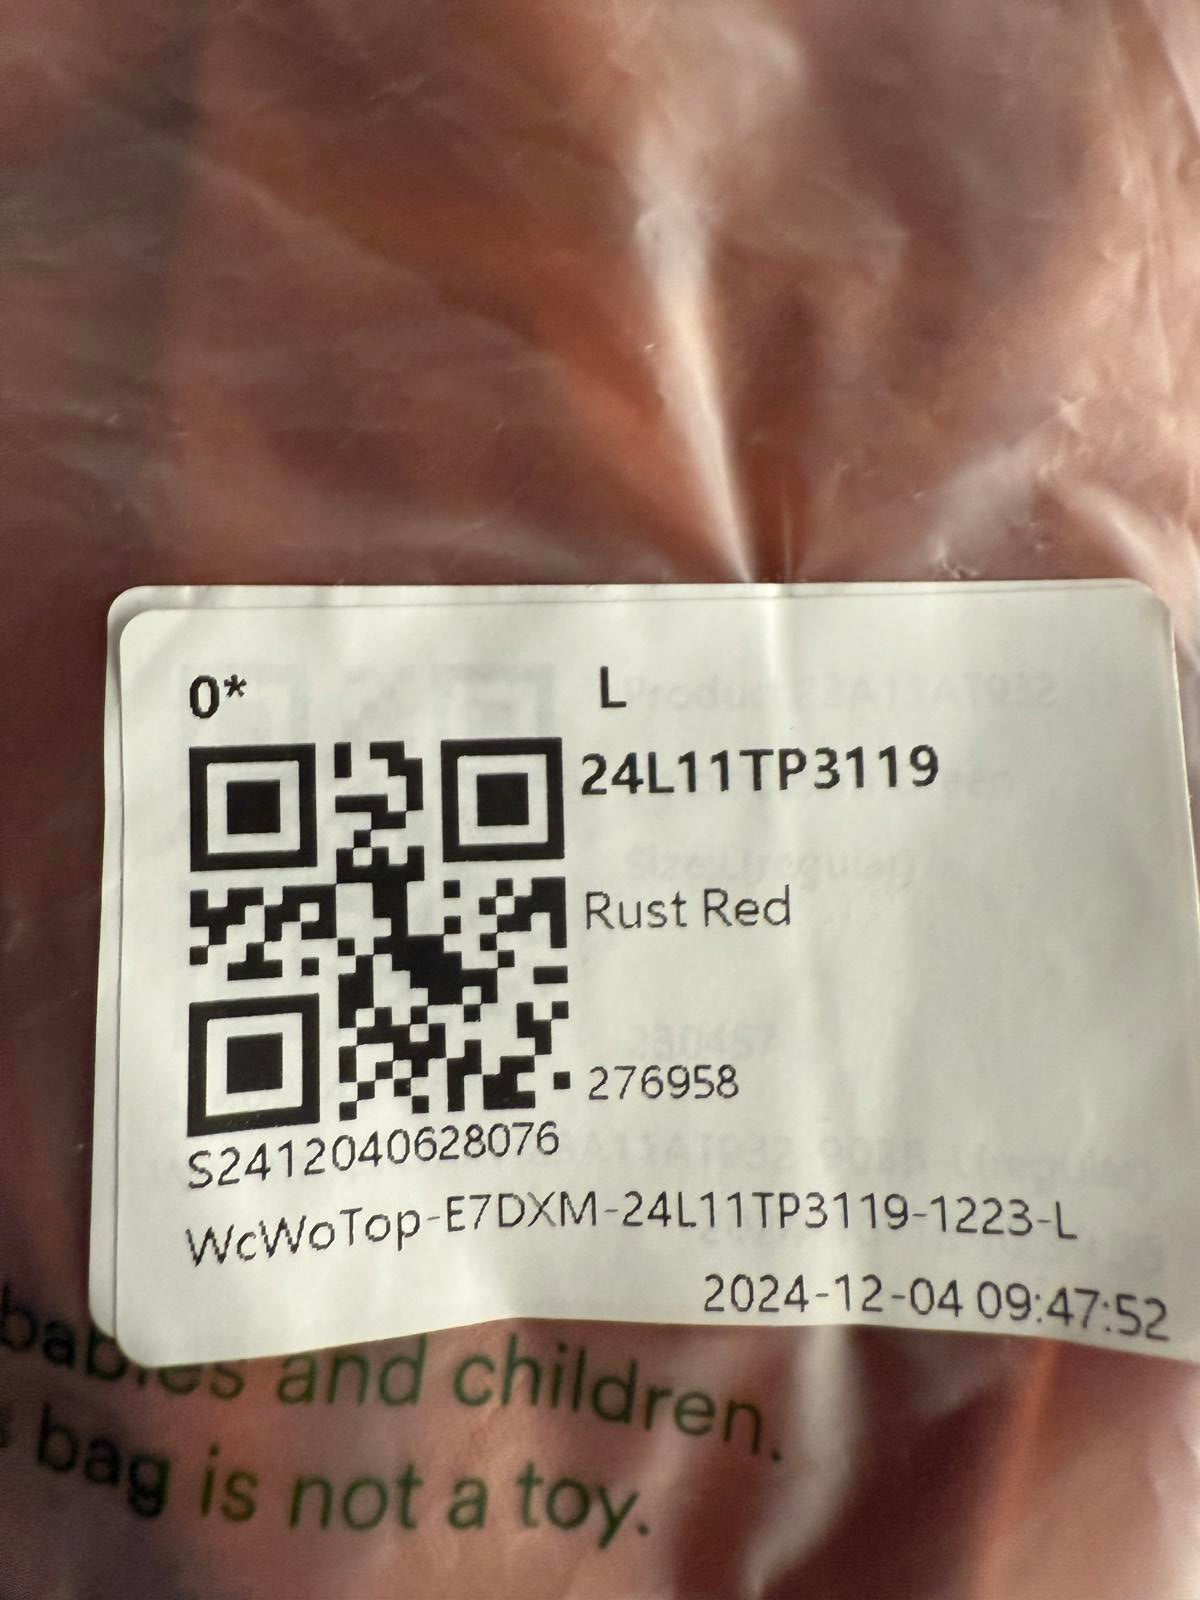 0* L
24L11TP3119
Rust Red
276958
S2412040628076
WcWoTop-E7DXM-24L11TP3119-1223-L
2024-12-04 09:47:52
babies and children.
bag is not a toy.